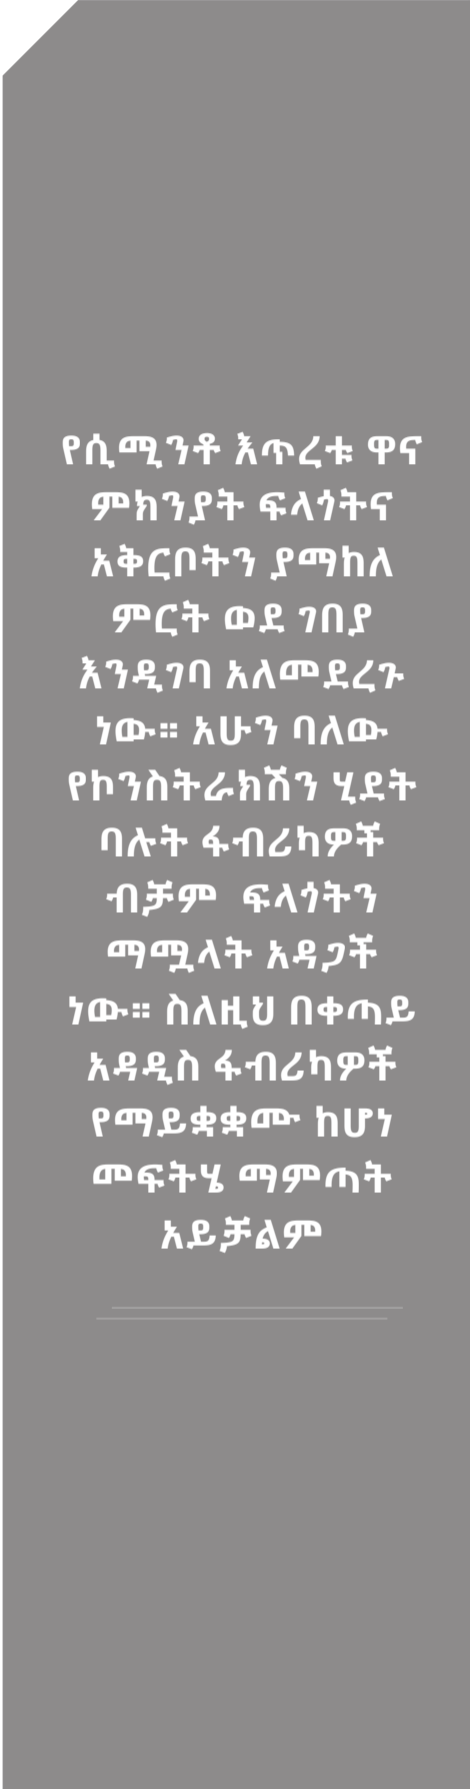 የሲሚንቶ እጥረቱ ዋና
ምክንያት ፍላጎትና
አቅርቦትን ያማከለ
ምርት ወደ ገበያ
እንዲገባ አለመደረጉ
ነው። አሁን ባለው
የኮንስትራክሽን ሂደት
ባሉት ፋብሪካዎች
ብቻም ፍላጎትን
ማሟላት አዳጋች
ነው። ስለዚህ በቀጣይ
አዳዲስ ፋብሪካዎች
የማይቋቋሙ ከሆነ
መፍትሄ ማምጣት
አይቻልም